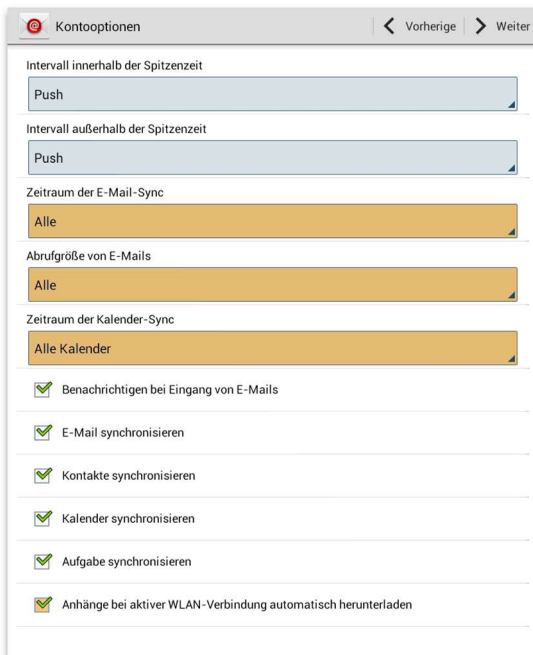 Kontooptionen
Vorherige
Weiter
Intervall innerhalb der Spitzenzeit
Push
Intervall außerhalb der Spitzenzeit
Push
Zeitraum der E-Mail-Sync
Alle
Abrufgröße von E-Mails
Alle
Zeitraum der Kalender-Sync
Alle Kalender
Benachrichtigen bei Eingang von E-Mails
E-Mail synchronisieren
Kontakte synchronisieren
Kalender synchronisieren
Aufgabe synchronisieren
Anhänge bei aktiver WLAN-Verbindung automatisch herunterladen